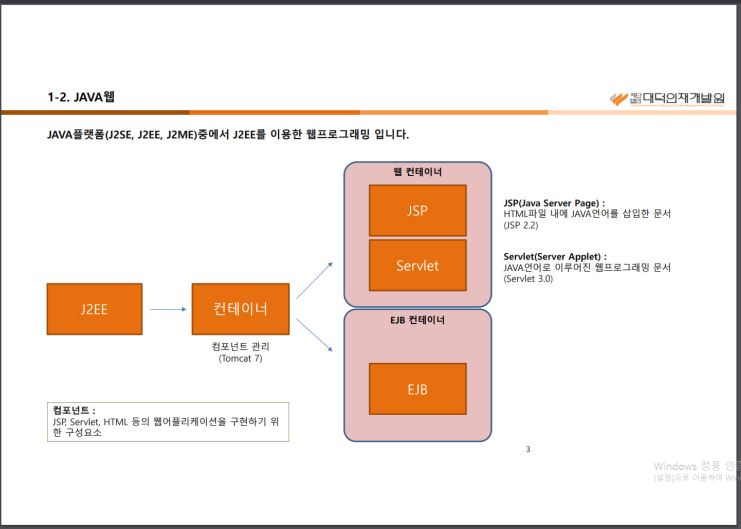 1-2. JAVA웹
대덕인재개발원
JAVA플랫폼(J2SE, J2EE, J2ME)중에서 J2EE를 이용한 웹프로그래밍 입니다.
웹 컨테이너
JSP
Servlet
JSP(Java Server Page) :
HTML파일 내에 JAVA언어를 삽입한 문서
(JSP 2.2)
Servlet(Server Applet) :
JAVA언어로 이루어진 웹프로그래밍 문서
(Servlet 3.0)
J2EE
컨테이너
컴포넌트 관리
(Tomcat 7)
EJB 컨테이너
EJB
컴포넌트 :
JSP, Servlet, HTML 등의 웹어플리케이션을 구현하기 위
한 구성요소
3
Windows 정품 인
[설정]으로 이동하여 Win